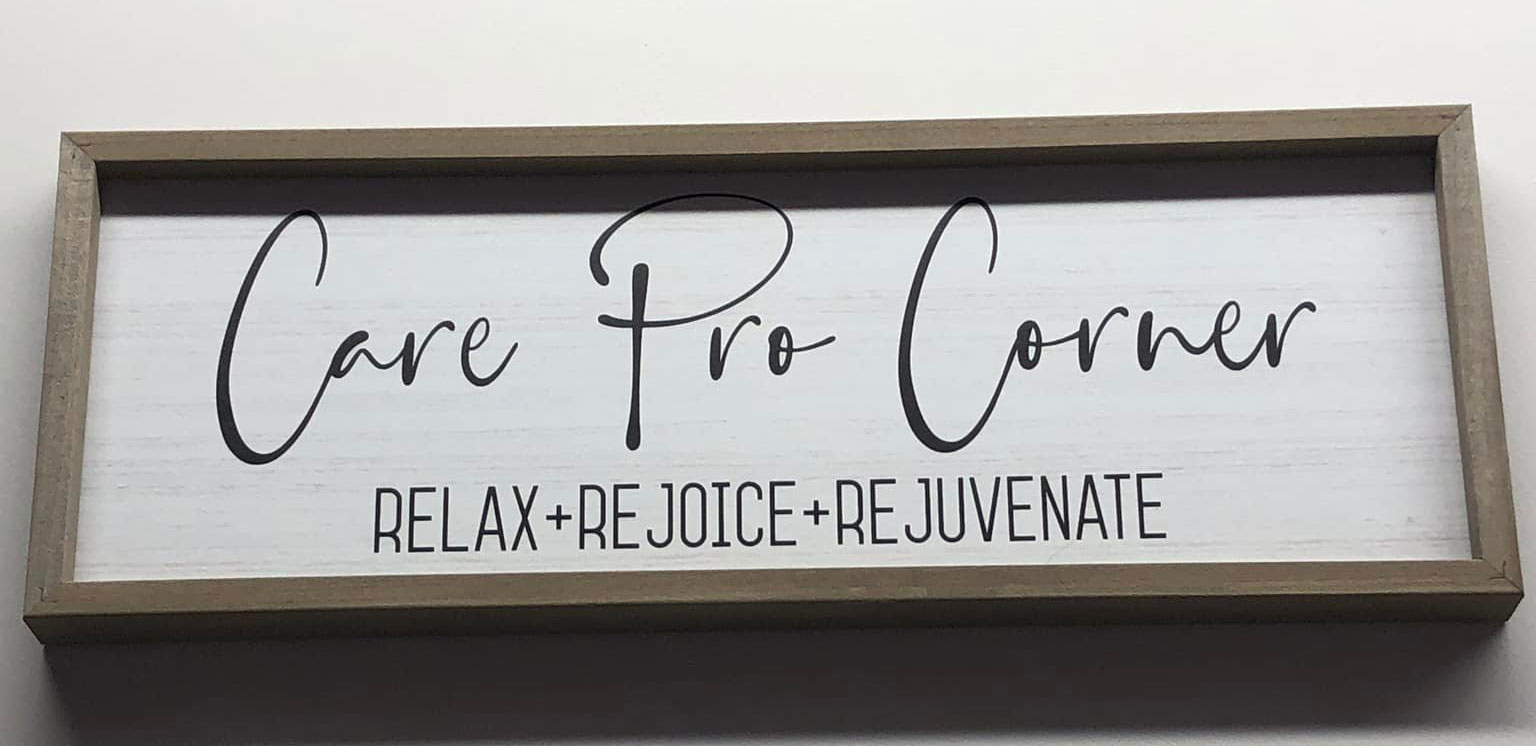 Care Pro Corner
RELAX+REJOICE+REJUVENATE